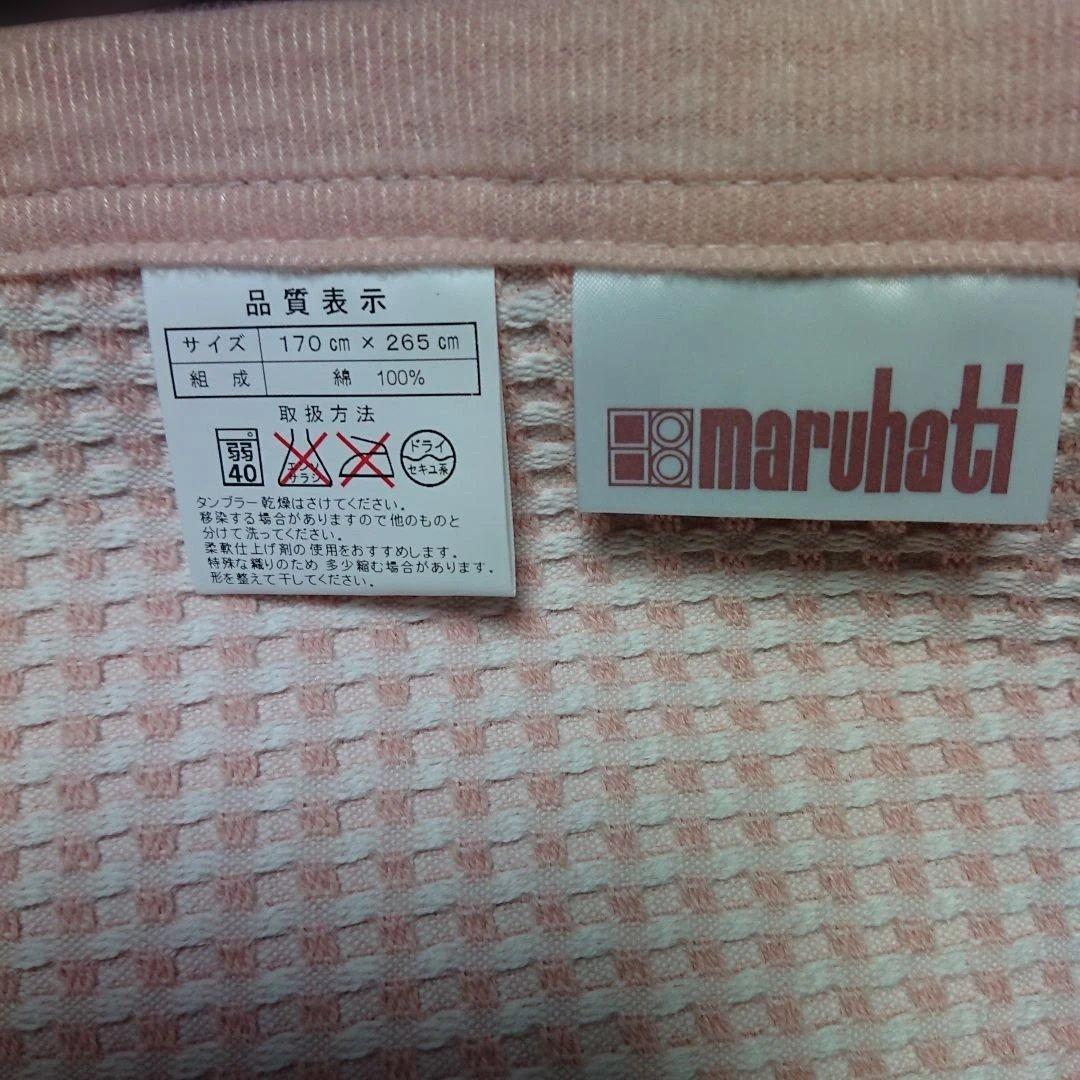 品質表示
サイズ 170㎝×265㎝
組成 綿 100%
取扱方法
弱 40 エンソサラシ ドライ セキユ系
タンブラー乾燥はさけてください。
移染する場合がありますので他のものと
分けて洗ってください。
柔軟仕上げ剤の使用をおすすめします。
特殊な織りのため 多少縮む場合があります。
形を整えて干してください。
maruhati